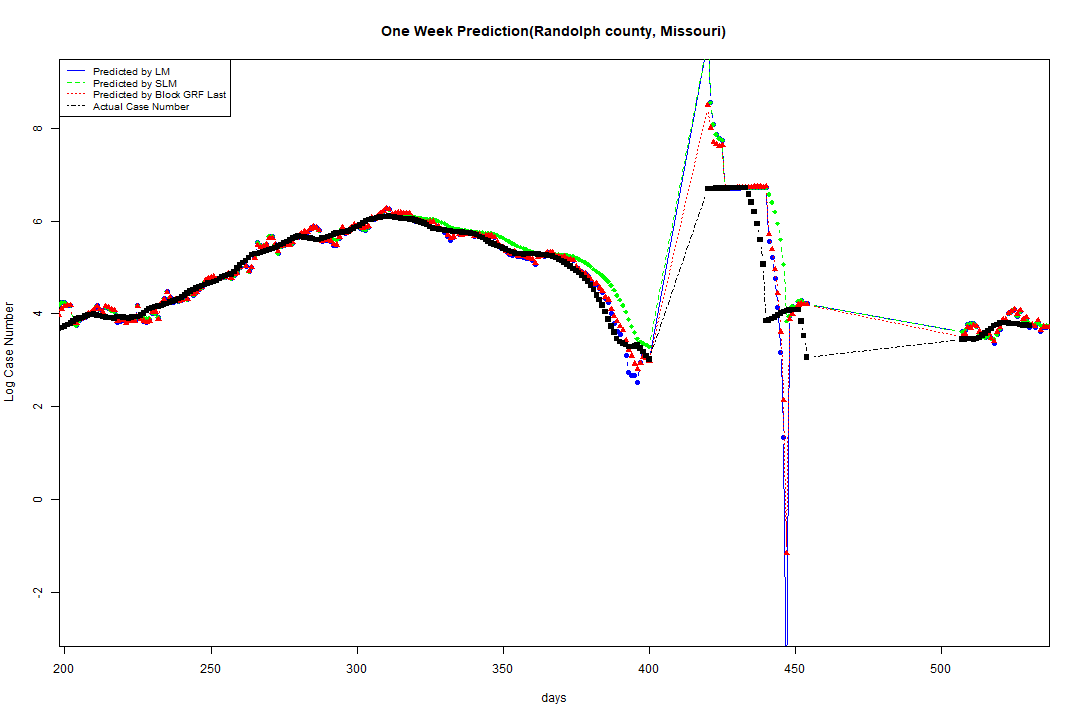 One Week Prediction(Randolph county, Missouri)
Predicted by LM
Predicted by SLM
Predicted by Block GRF Last
Actual Case Number
Log Case Number
8
6
4
2
0
-2
200 250 300 350 400 450 500
days